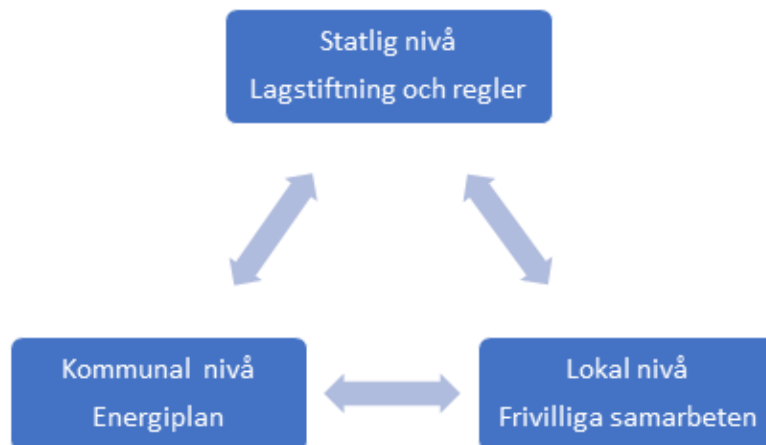 Statlig nivå
Lagstiftning och regler
Kommunal nivå
Energiplan
Lokal nivå
Frivilliga samarbeten